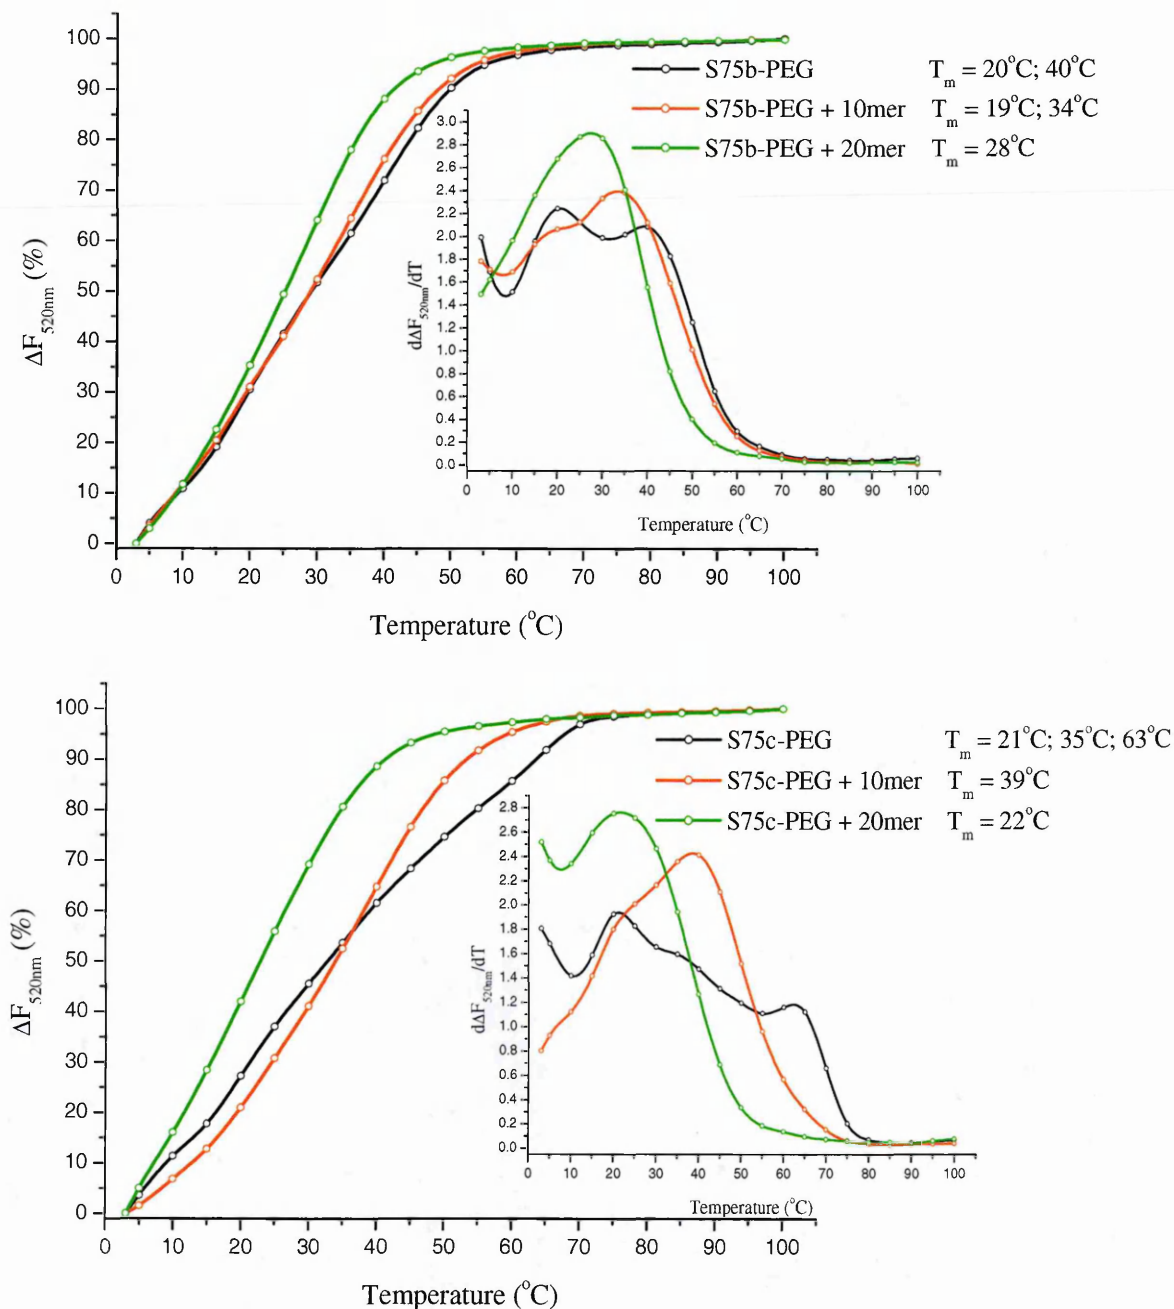 100
90
80
70
60
50
40
30
20
10
0
ΔF520nm (%)
0 10 20 30 40 50 60 70 80 90 100
Temperature (°C)
S75b-PEG Tm = 20°C; 40°C
S75b-PEG + 10mer Tm = 19°C; 34°C
S75b-PEG + 20mer Tm = 28°C
3.0
2.8
2.6
2.4
2.2
2.0
1.8
1.6
1.4
1.2
1.0
0.8
0.6
0.4
0.2
0.0
dΔF520nm/dT
10 20 30 40 50 60 70 80 90 100
Temperature (°C)
100
90
80
70
60
50
40
30
20
10
0
ΔF520nm (%)
0 10 20 30 40 50 60 70 80 90 100
Temperature (°C)
S75c-PEG Tm = 21°C; 35°C; 63°C
S75c-PEG + 10mer Tm = 39°C
S75c-PEG + 20mer Tm = 22°C
2.8
2.6
2.4
2.2
2.0
1.8
1.6
1.4
1.2
1.0
0.8
0.6
0.4
0.2
0.0
dΔF520nm/dT
10 20 30 40 50 60 70 80 90 100
Temperature (°C)